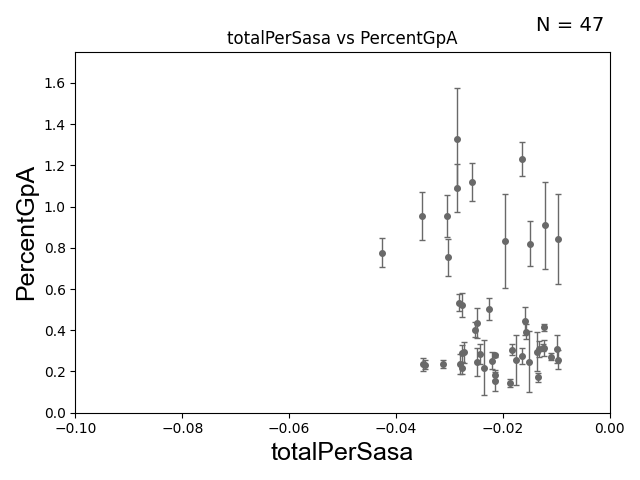 N = 47
totalPerSasa vs PercentGpA
PercentGpA
1.6
1.4
1.2
1.0
0.8
0.6
0.4
0.2
0.0
−0.10 −0.08 −0.06 −0.04 −0.02 0.00
totalPerSasa